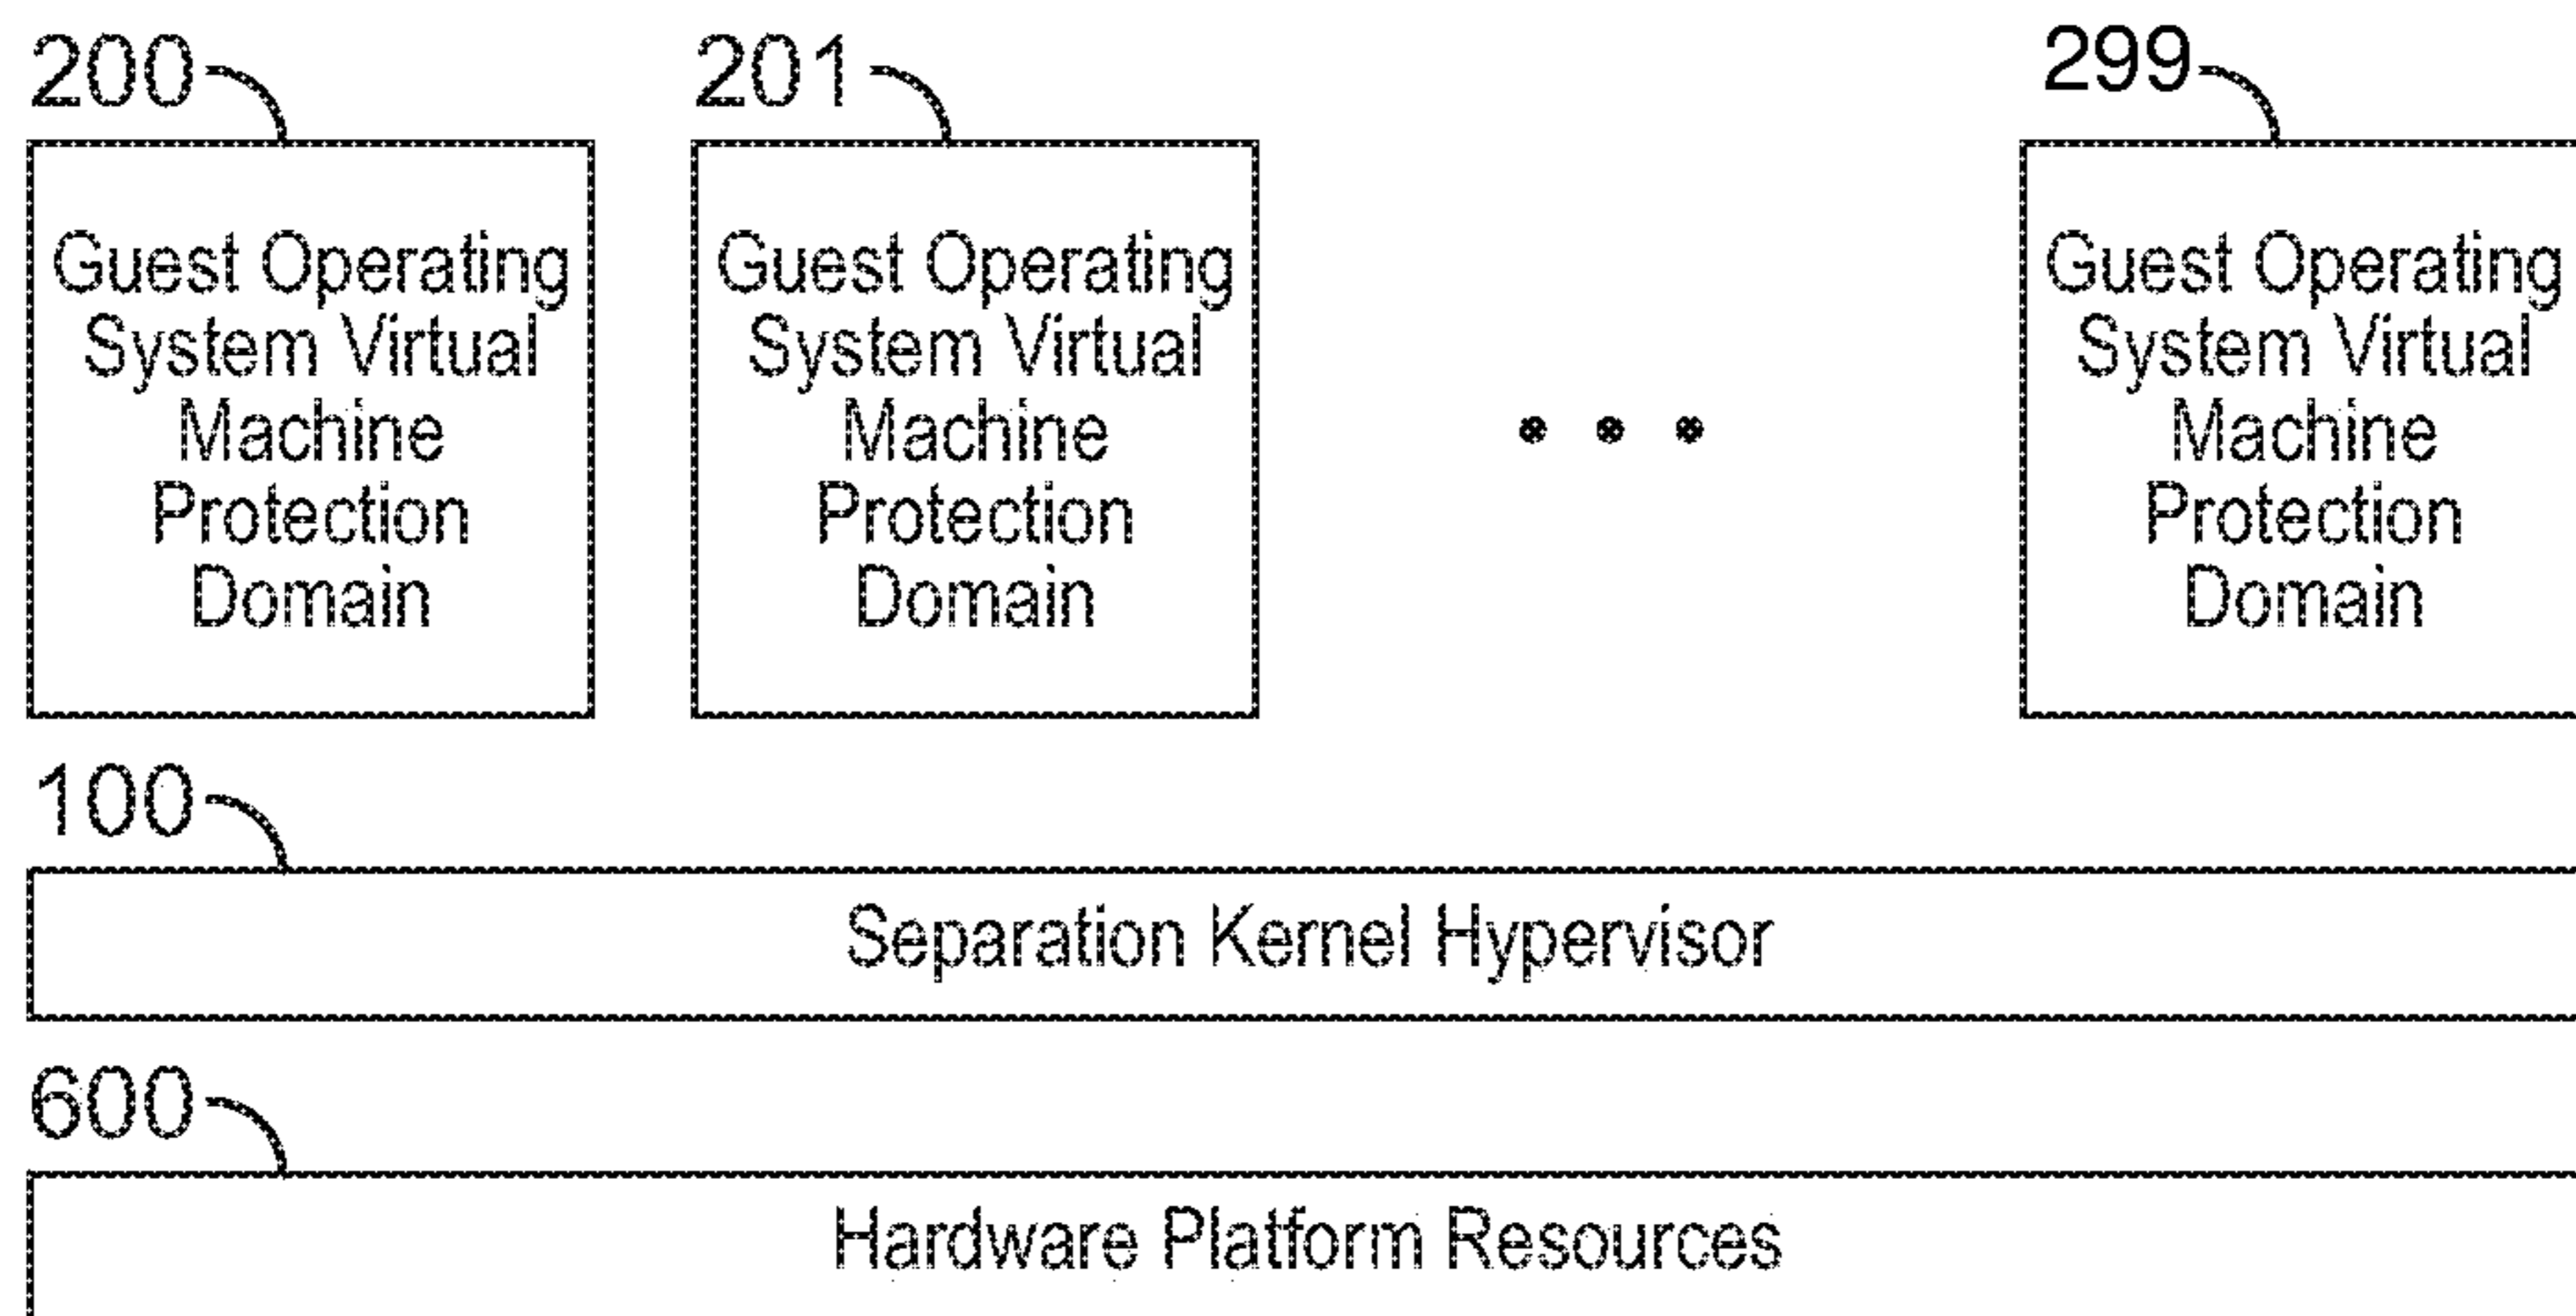 200
201
299
Guest Operating
System Virtual
Machine
Protection
Domain
Guest Operating
System Virtual
Machine
Protection
Domain
Guest Operating
System Virtual
Machine
Protection
Domain
100
Separation Kernel Hypervisor
600
Hardware Platform Resources